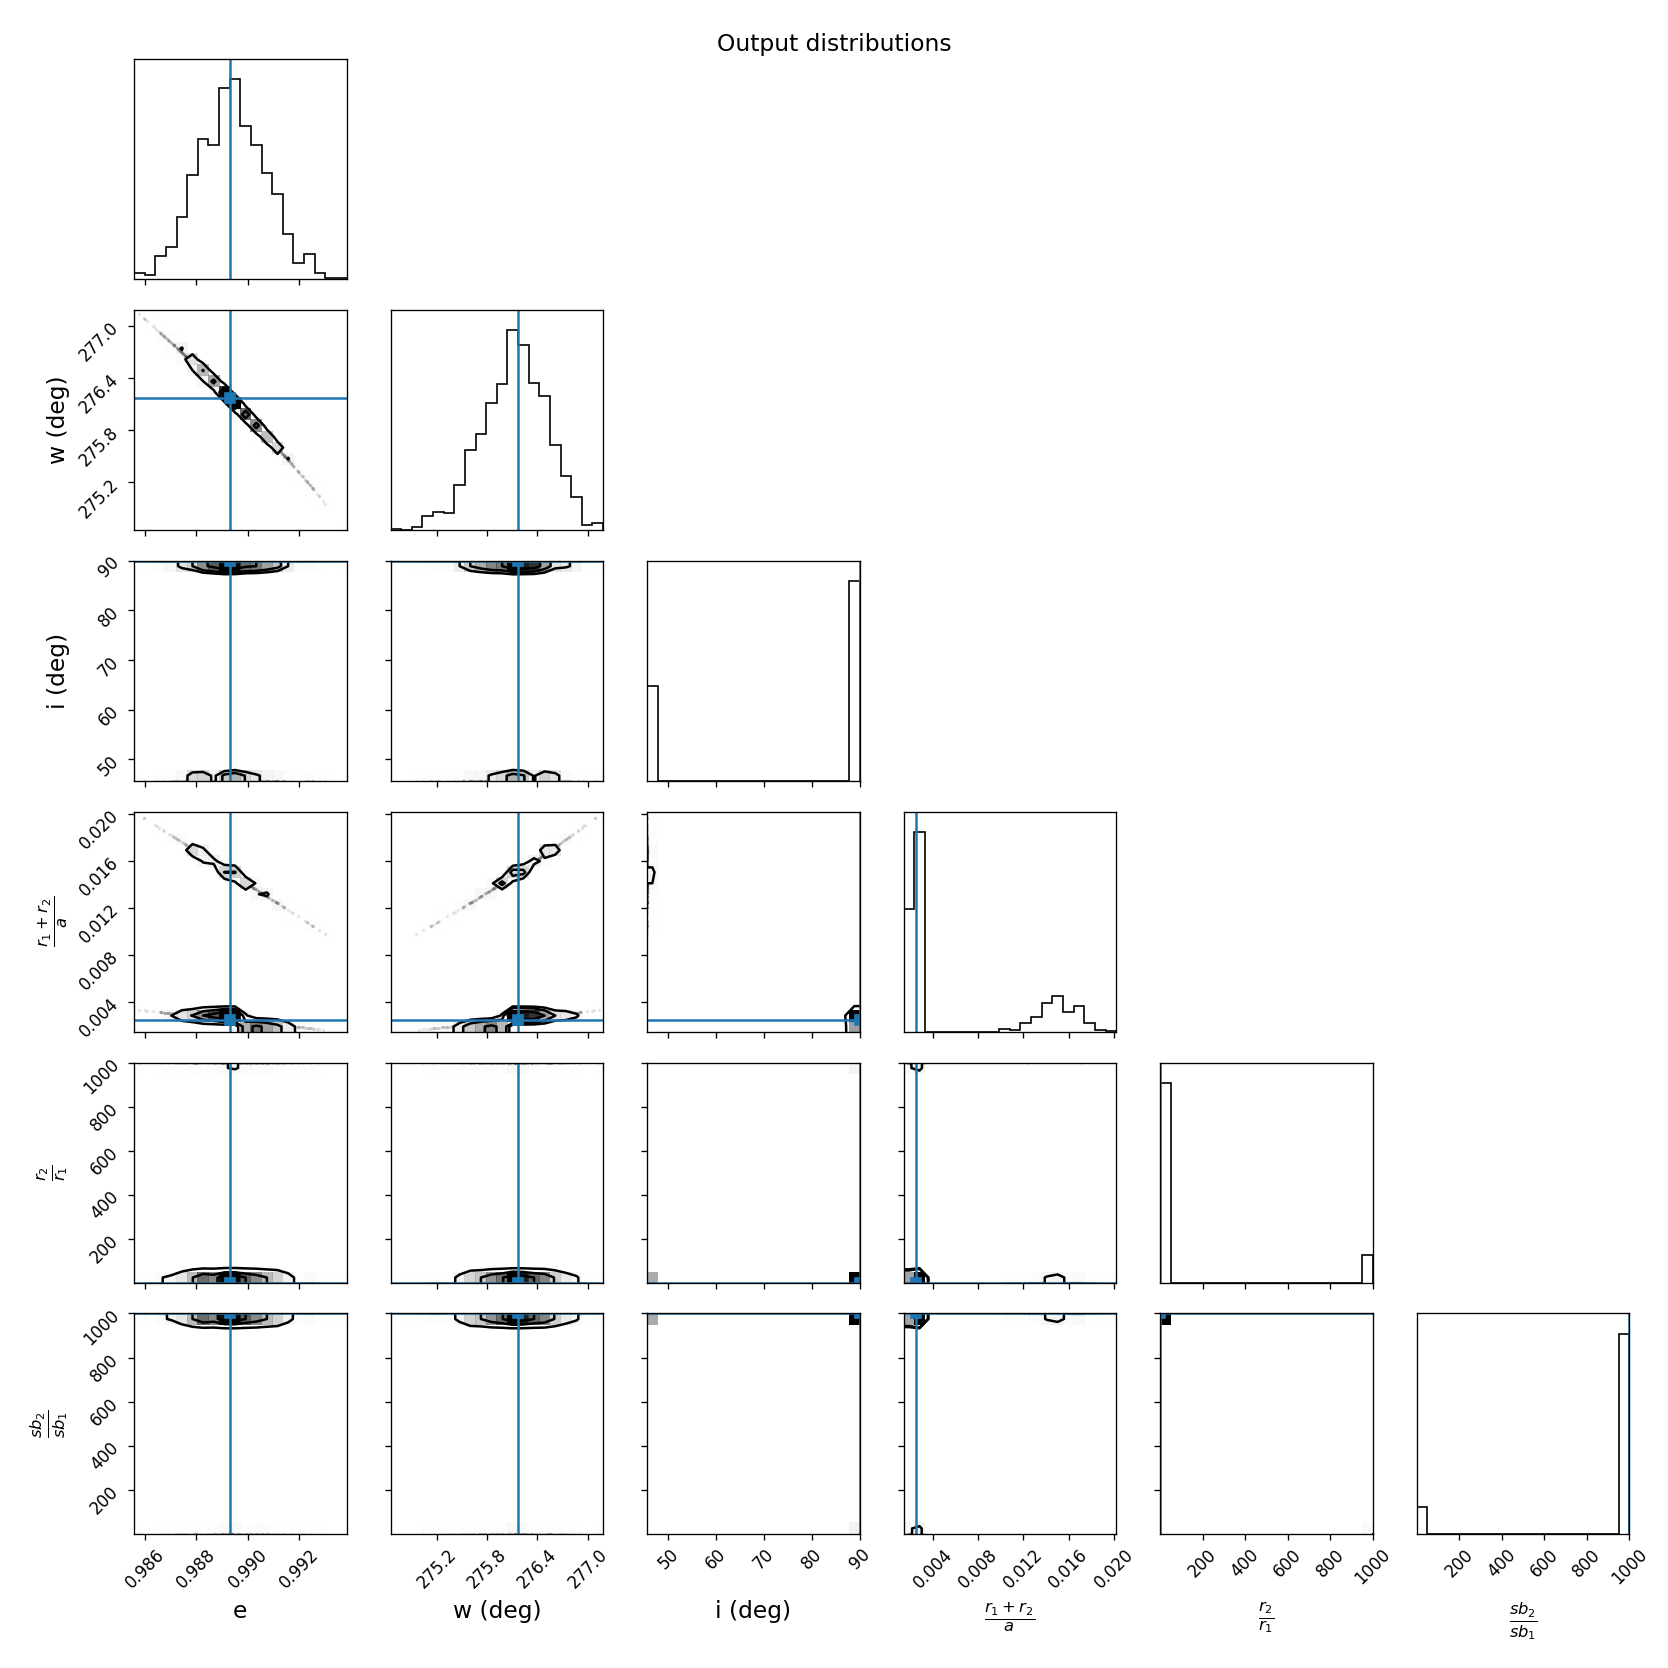 Output distributions
277.0
276.4
275.8
275.2
w (deg)
90
80
70
60
50
i (deg)
0.020
0.016
0.012
0.008
0.004
r1 + r2
a
1000
800
600
400
200
r2
r1
1000
800
600
400
200
sb2
sb1
0.986 0.988 0.990 0.992
275.2 275.8 276.4 277.0
50 60 70 80 90
0.004 0.008 0.012 0.016 0.020
200 400 600 800 1000
200 400 600 800 1000
e
w (deg)
i (deg)
r1 + r2
a
r2
r1
sb2
sb1